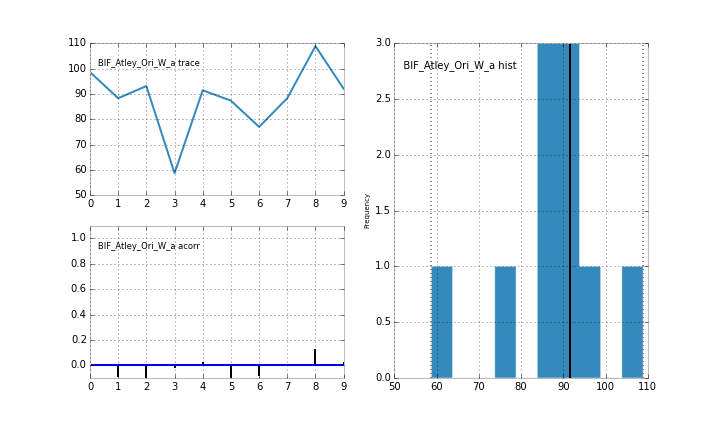 110
100
90
80
70
60
50
BIF_Atley_Ori_W_a trace
0 1 2 3 4 5 6 7 8 9
1.0
0.8
0.6
0.4
0.2
0.0
BIF_Atley_Ori_W_a acorr
0 1 2 3 4 5 6 7 8 9
Frequency
3.0
2.5
2.0
1.5
1.0
0.5
0.0
BIF_Atley_Ori_W_a hist
50 60 70 80 90 100 110